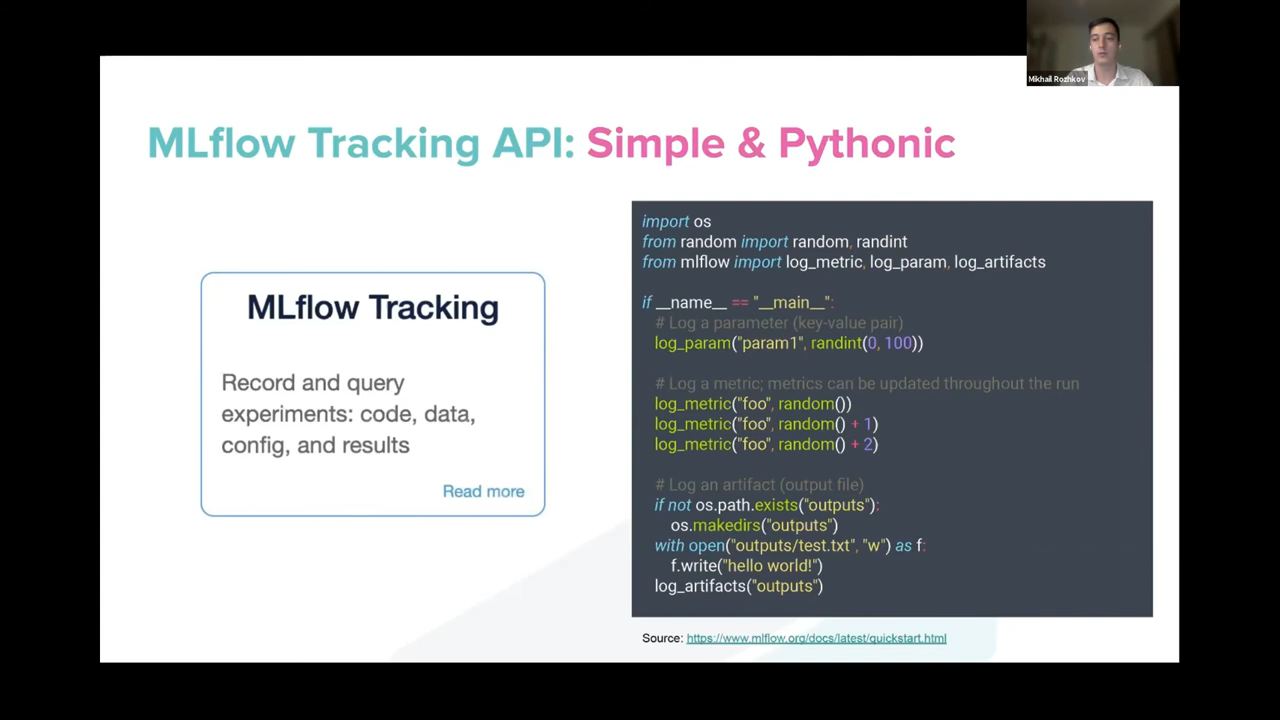 Mikhail Rozhkov
MLflow Tracking API: Simple & Pythonic
MLflow Tracking
Record and query
experiments: code, data,
config, and results
Read more
import os
from random import random, randint
from mlflow import log_metric, log_param, log_artifacts
if __name__ == "__main__":
# Log a parameter (key-value pair)
log_param("param1", randint(0, 100))
# Log a metric; metrics can be updated throughout the run
log_metric("foo", random())
log_metric("foo", random() + 1)
log_metric("foo", random() + 2)
# Log an artifact (output file)
if not os.path.exists("outputs"):
os.makedirs("outputs")
with open("outputs/test.txt", "w") as f:
f.write("hello world!")
log_artifacts("outputs")
Source: https://www.mlflow.org/docs/latest/quickstart.html